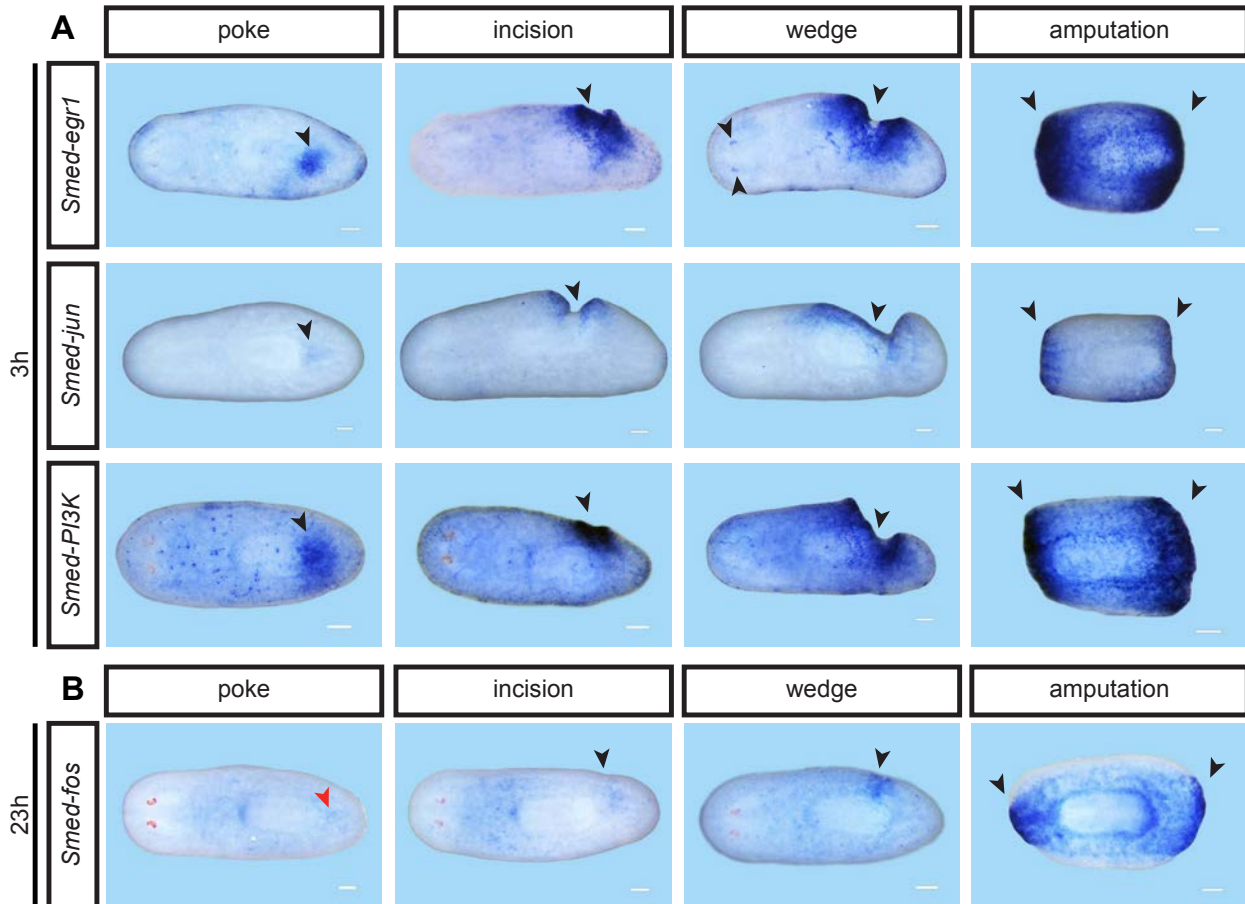 A
poke
incision
wedge
amputation
3h
Smed-egr1
Smed-jun
Smed-PI3K
B
poke
incision
wedge
amputation
23h
Smed-fos